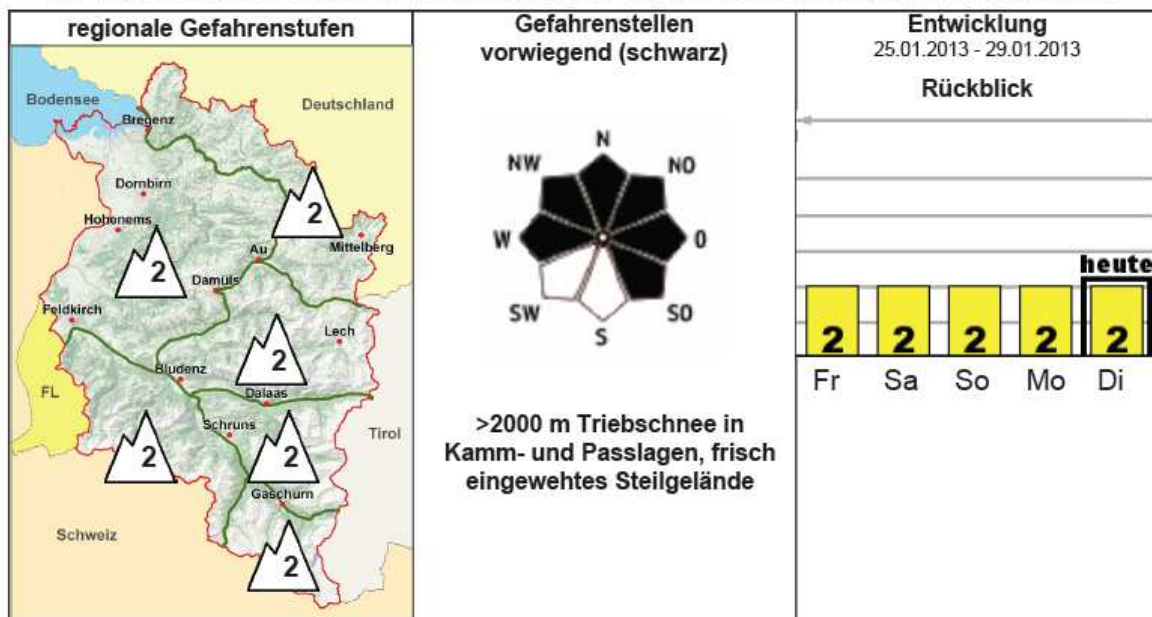 regionale Gefahrenstufen
Bodensee
Deutschland
Bregenz
Dornbirn
2
Hohenems
Mittelberg
Au
2
Damüls
Feldkirch
Lech
2
Bludenz
FL
Dalaas
Tirol
Schruns
2
2
Gaschurn
Schweiz
2
Gefahrenstellen
vorwiegend (schwarz)
N
NW
NO
W
O
SW
SO
S
>2000 m Triebschnee in
Kamm- und Passlagen, frisch
eingewehtes Steilgelände
Entwicklung
25.01.2013 - 29.01.2013
Rückblick
heute
2 2 2 2 2
Fr Sa So Mo Di